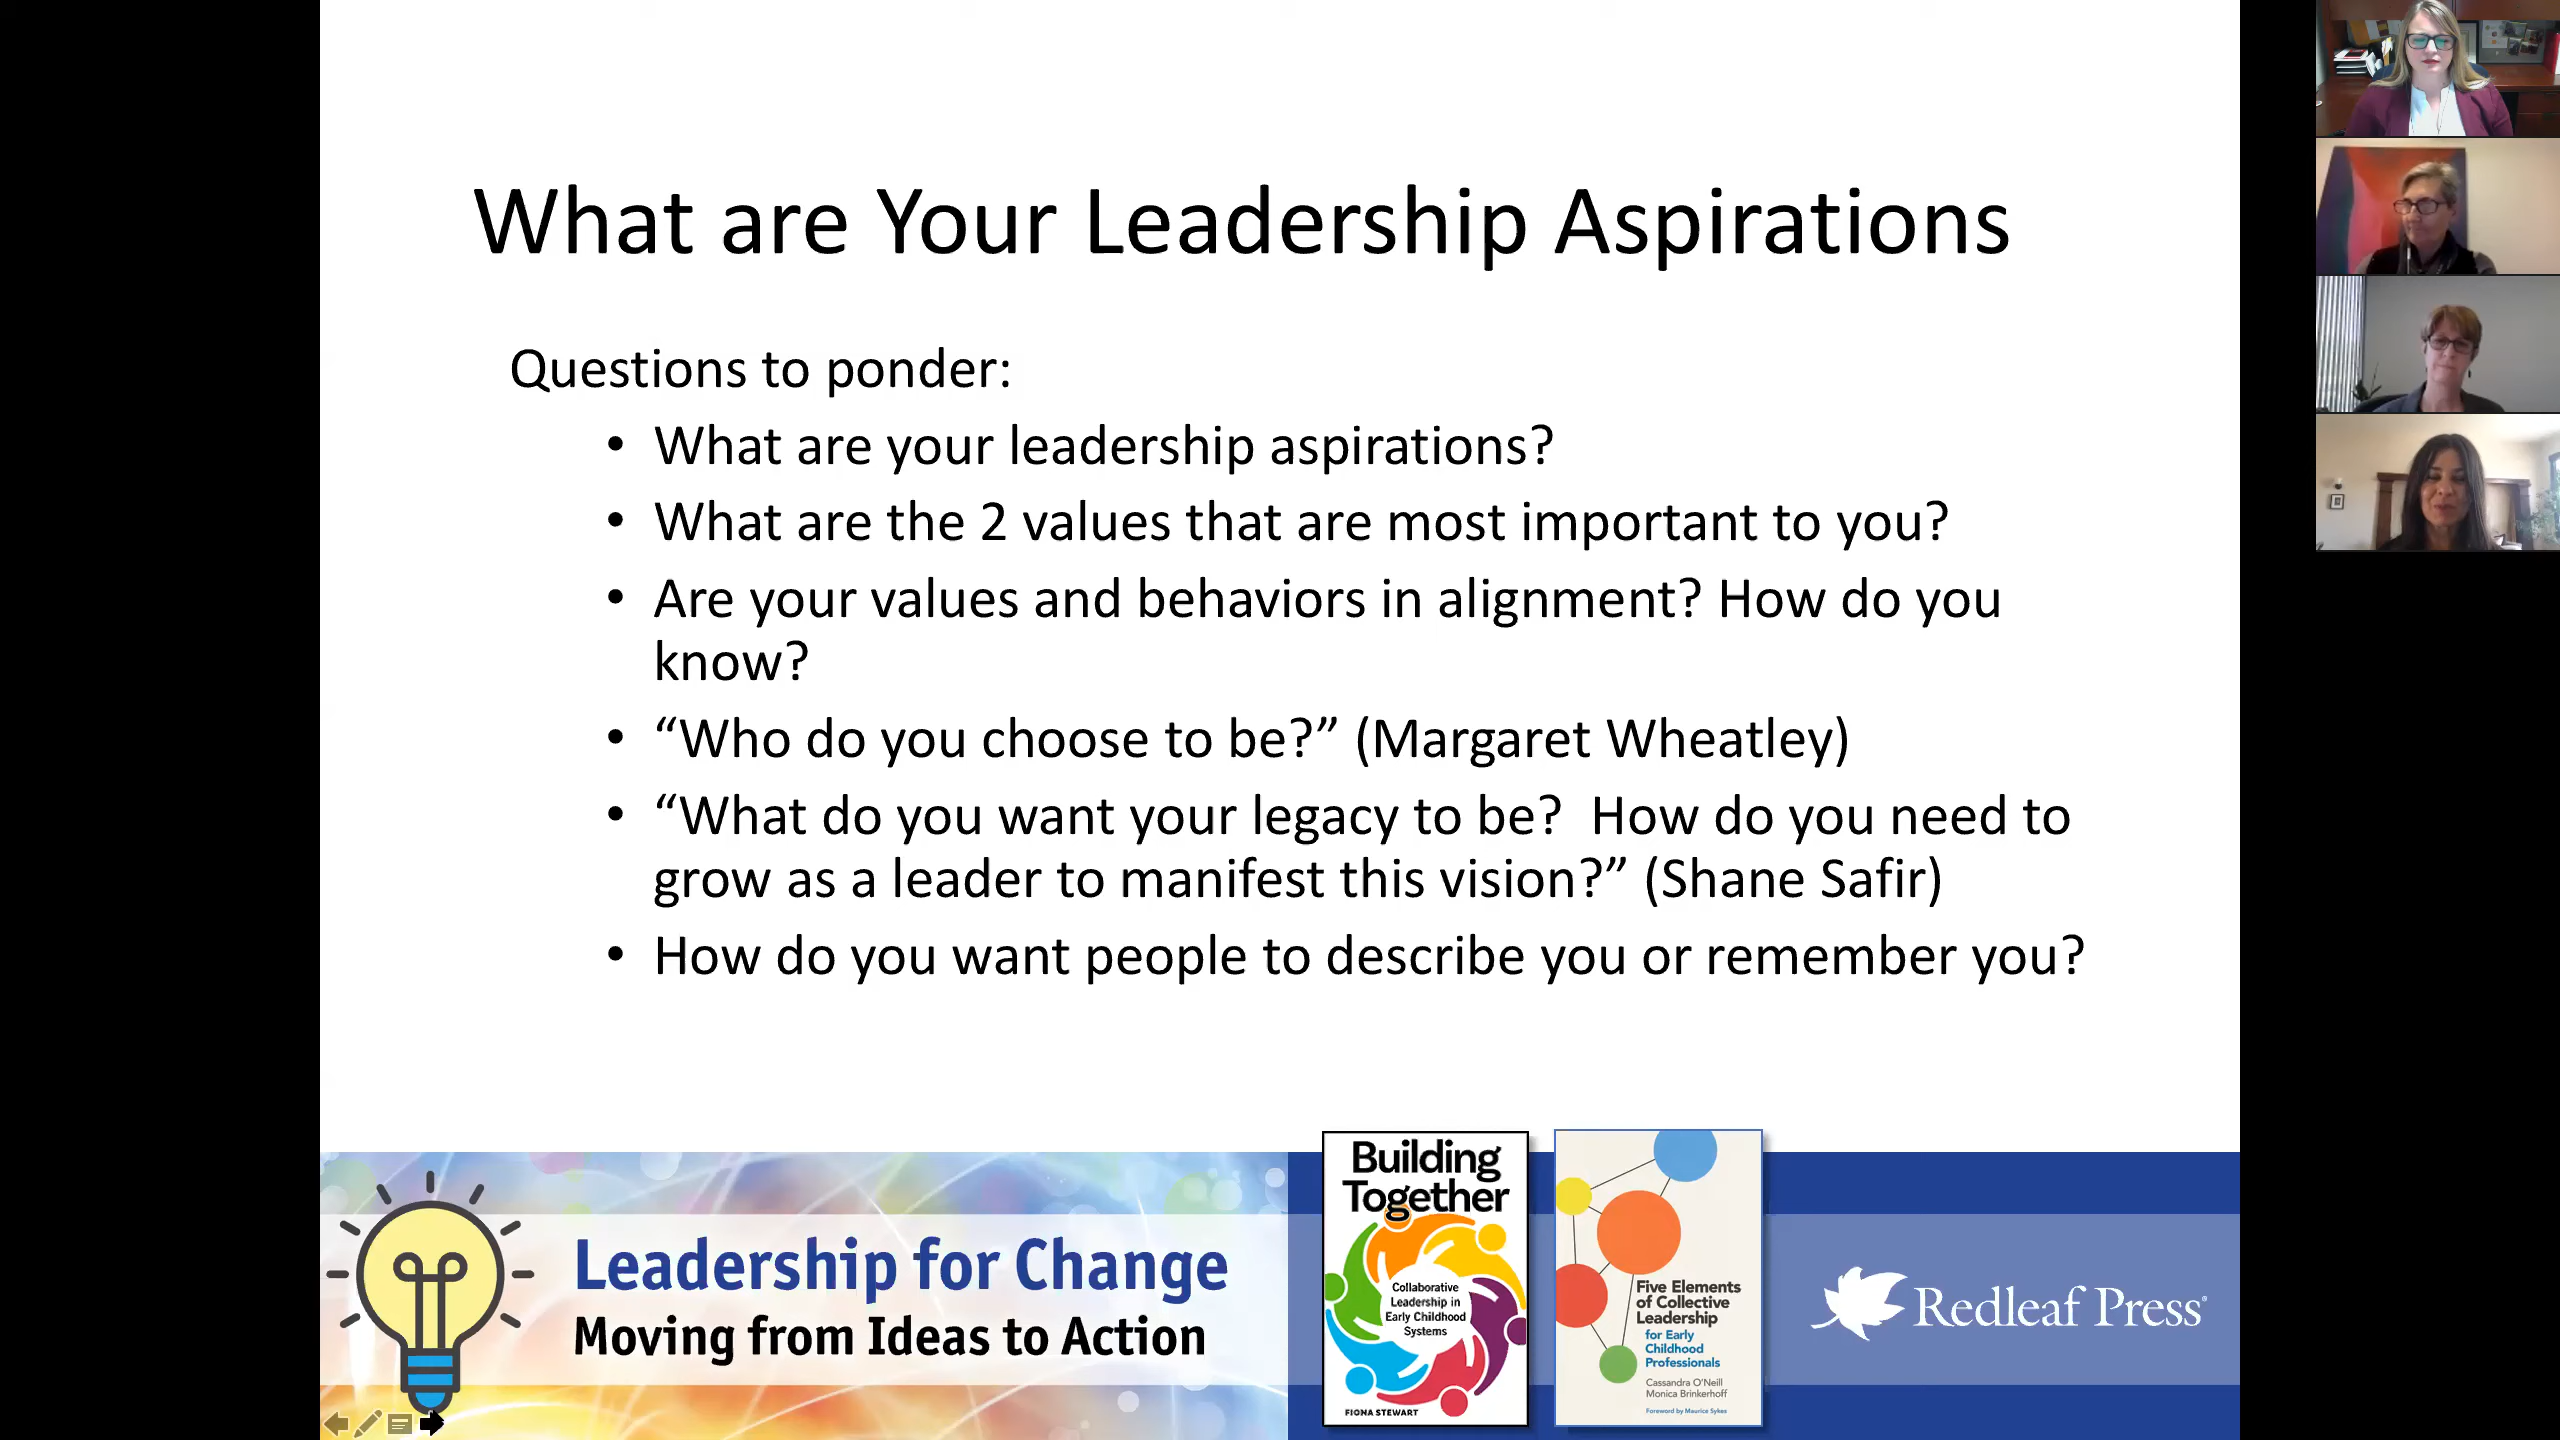 What are Your Leadership Aspirations
Questions to ponder:
• What are your leadership aspirations?
• What are the 2 values that are most important to you?
• Are your values and behaviors in alignment? How do you
know?
• “Who do you choose to be?” (Margaret Wheatley)
• “What do you want your legacy to be?  How do you need to
grow as a leader to manifest this vision?” (Shane Safir)
• How do you want people to describe you or remember you?
Leadership for Change
Moving from Ideas to Action
Building
Together
Collaborative
Leadership in
Early Childhood
Systems
FIONA STEWART
Five Elements
of Collective
Leadership
for Early
Childhood
Professionals
Cassandra O'Neill
Monica Brinkerhoff
Foreword by Maurice Sykes
Redleaf Press